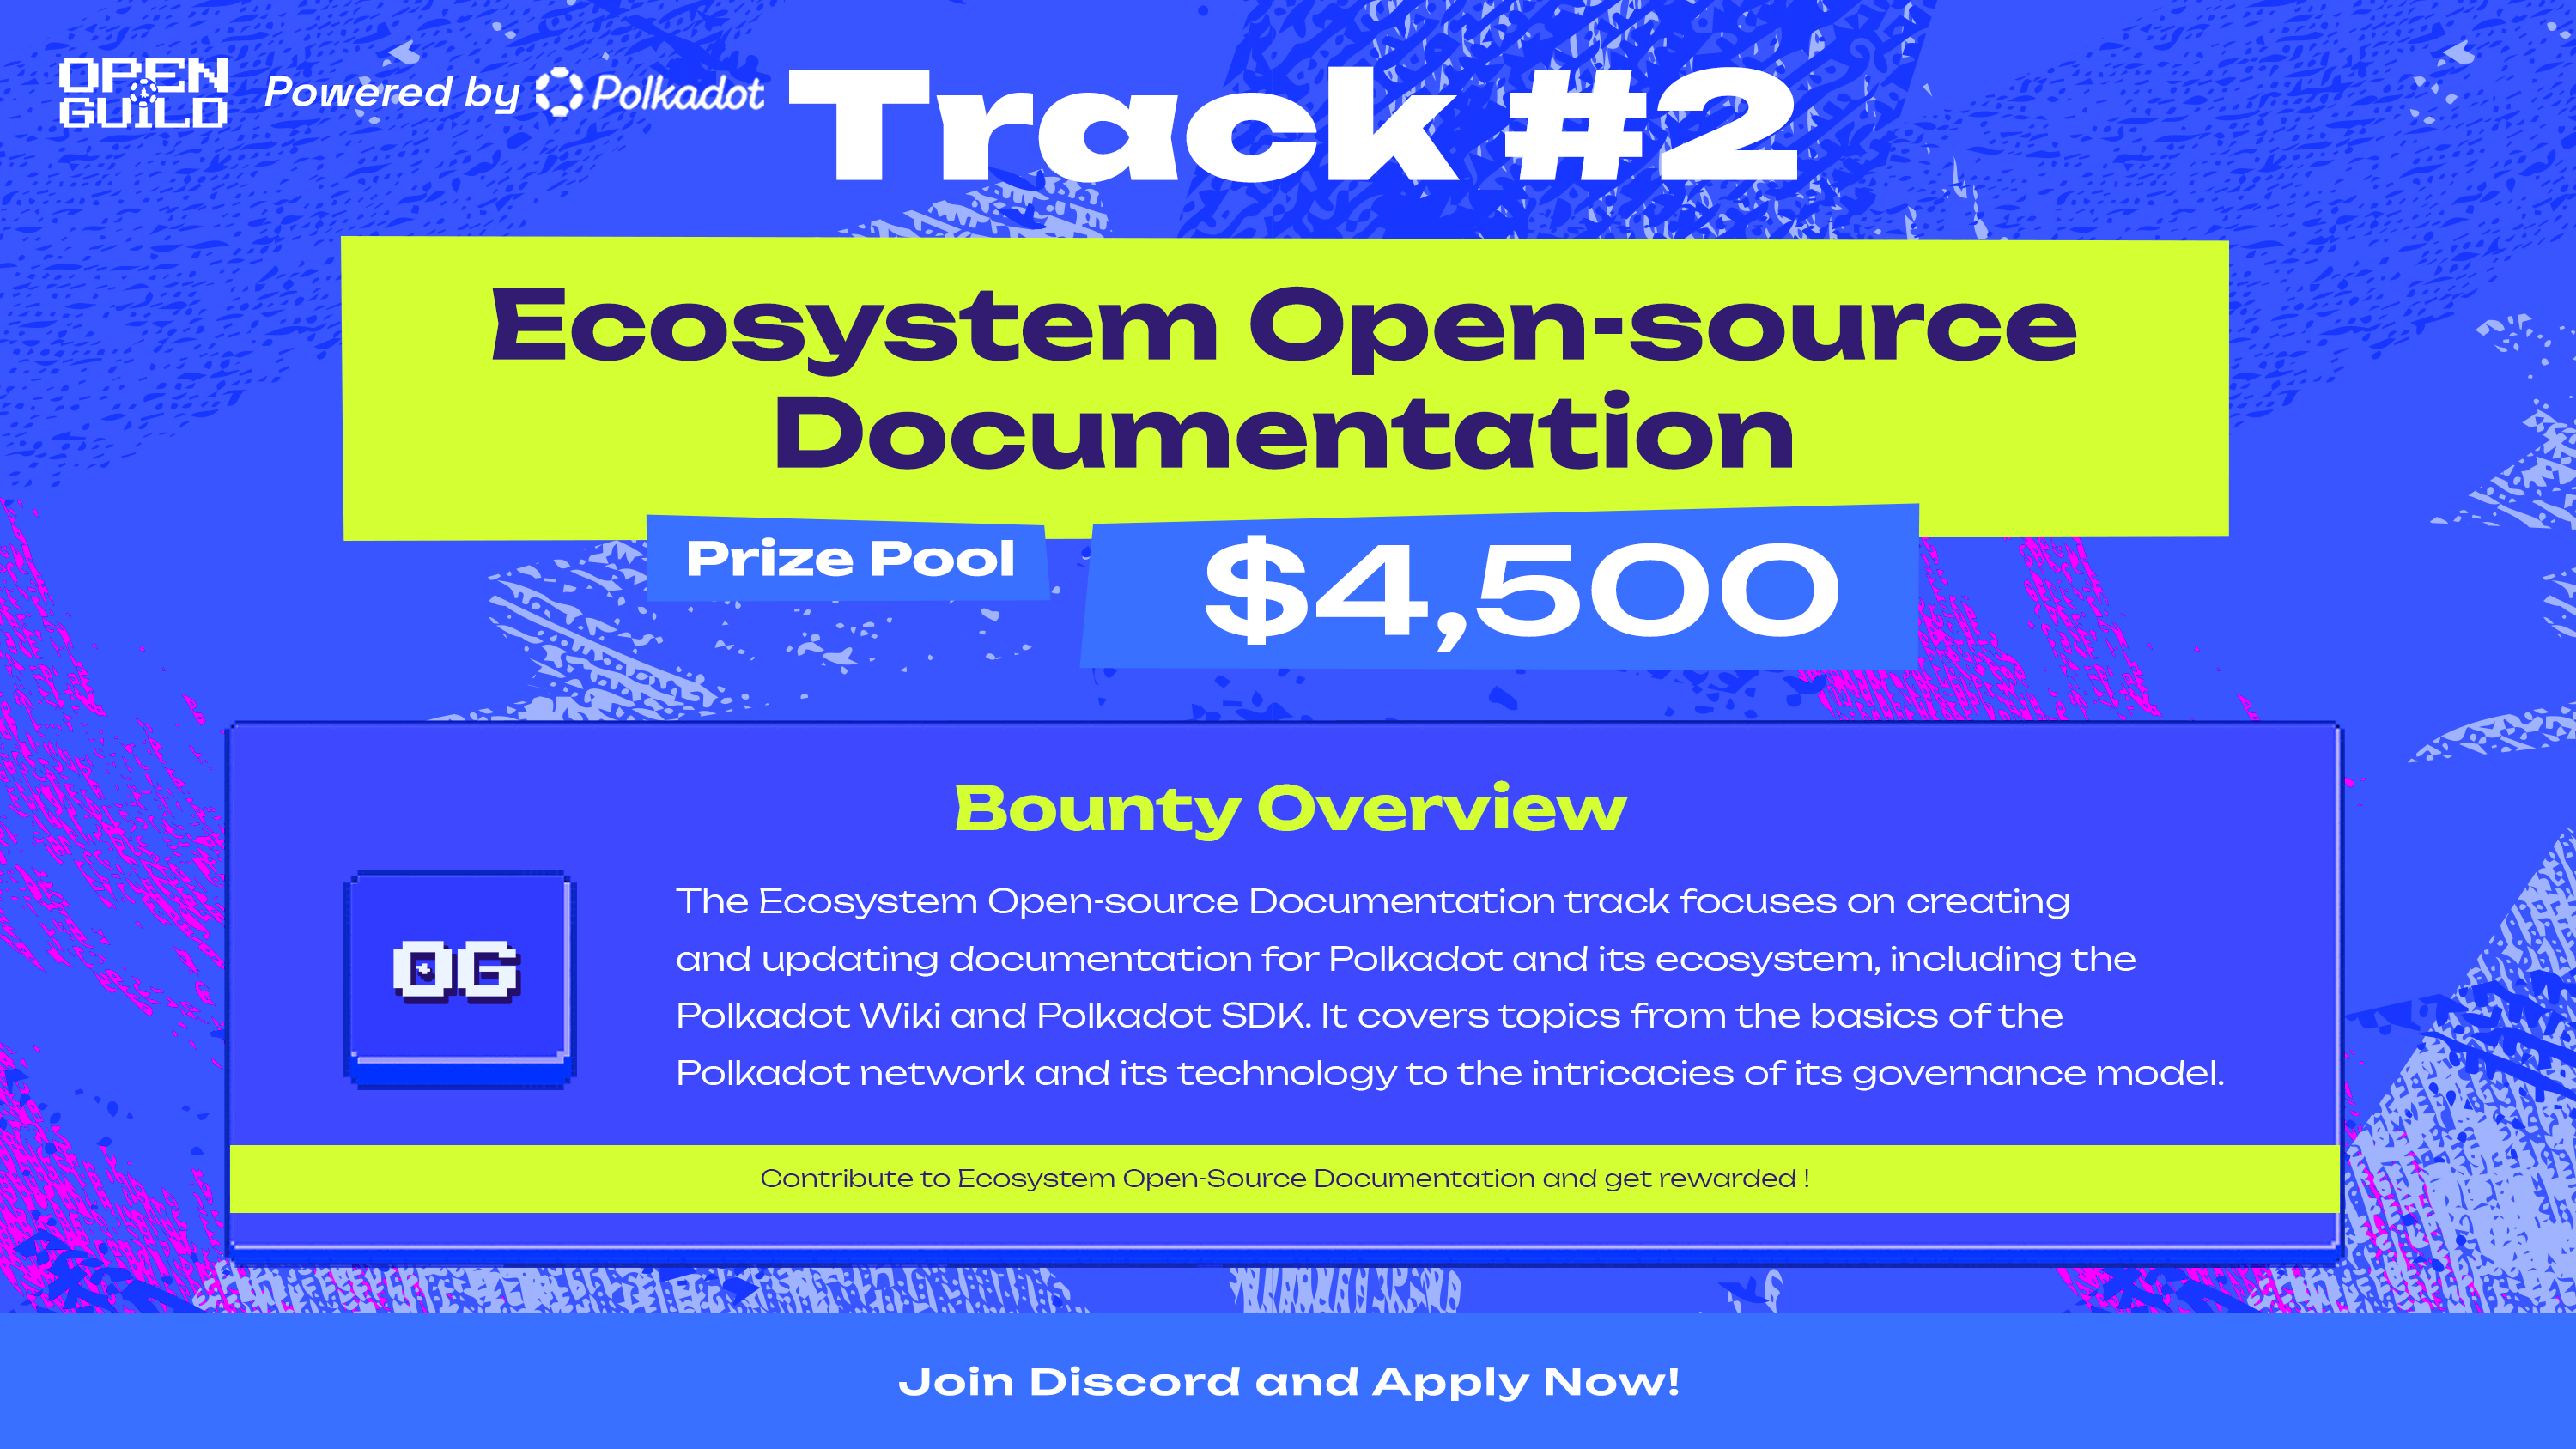 OPEN
GUILD
Powered by Polkadot
Track #2
Ecosystem Open-source
Documentation
Prize Pool
$4,500
Bounty Overview
OG
The Ecosystem Open-source Documentation track focuses on creating
and updating documentation for Polkadot and its ecosystem, including the
Polkadot Wiki and Polkadot SDK. It covers topics from the basics of the
Polkadot network and its technology to the intricacies of its governance model.
Contribute to Ecosystem Open-Source Documentation and get rewarded !
Join Discord and Apply Now!